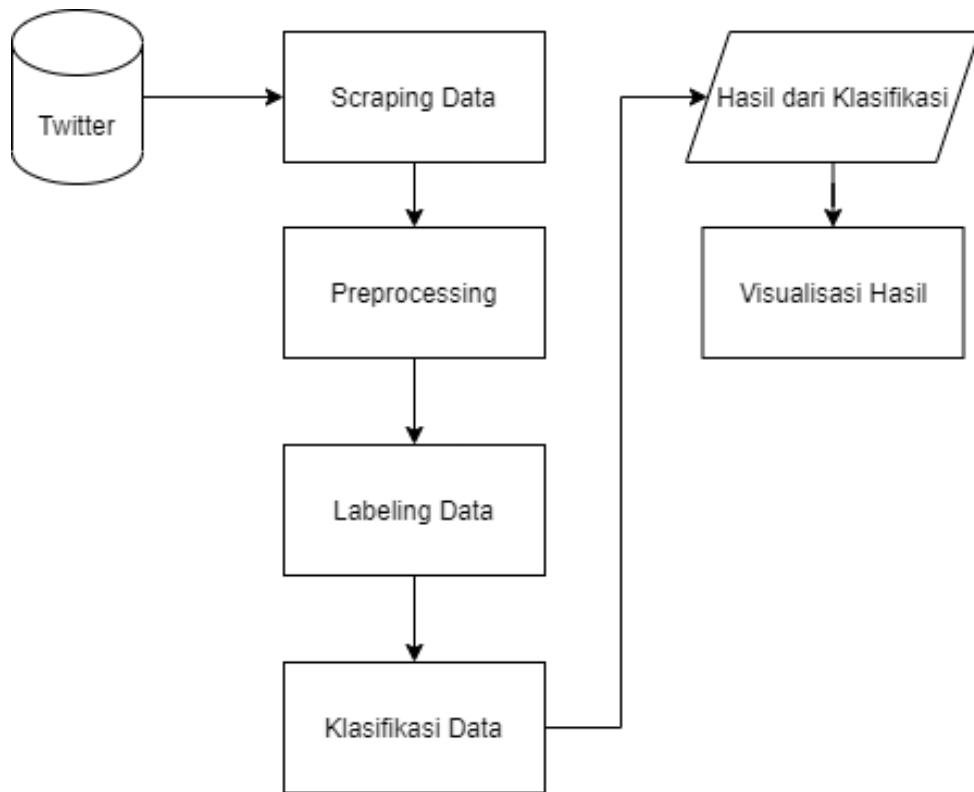 Twitter
Scraping Data
Preprocessing
Labeling Data
Klasifikasi Data
Hasil dari Klasifikasi
Visualisasi Hasil